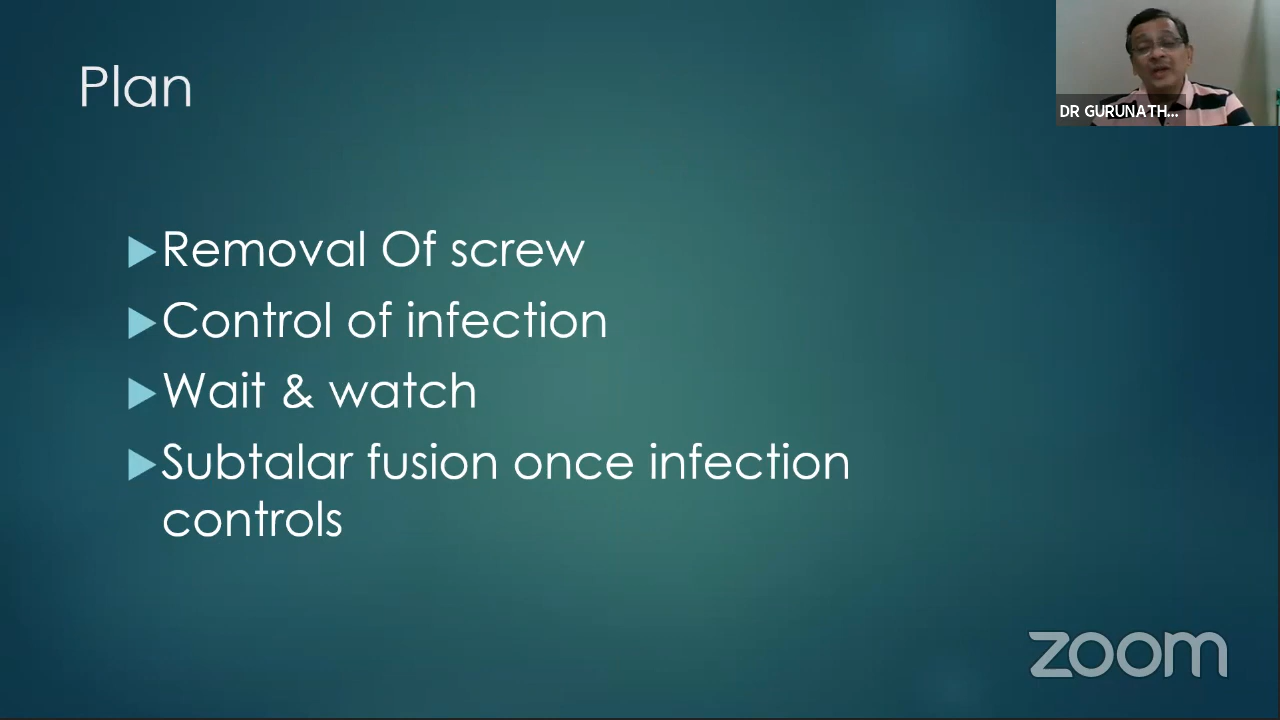 Plan
DR GURUNATH...
Removal Of screw
Control of infection
Wait & watch
Subtalar fusion once infection
controls
zoom